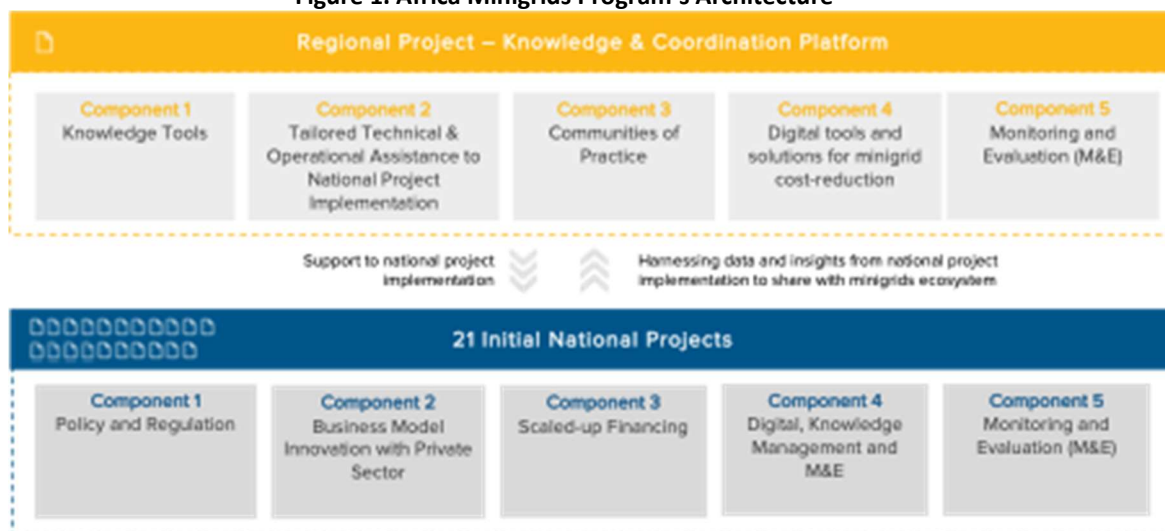 Figure 1. Africa Minigrids Program's Architecture
Regional Project – Knowledge & Coordination Platform
Component 1
Knowledge Tools
Component 2
Tailored Technical &
Operational Assistance to
National Project
Implementation
Component 3
Communities of
Practice
Component 4
Digital tools and
solutions for minigrid
cost-reduction
Component 5
Monitoring and
Evaluation (M&E)
Support to national project
implementation
Harnessing data and insights from national project
implementation to share with minigrids ecosystem
21 Initial National Projects
Component 1
Policy and Regulation
Component 2
Business Model
Innovation with Private
Sector
Component 3
Scaled-up Financing
Component 4
Digital, Knowledge
Management and
M&E
Component 5
Monitoring and
Evaluation (M&E)